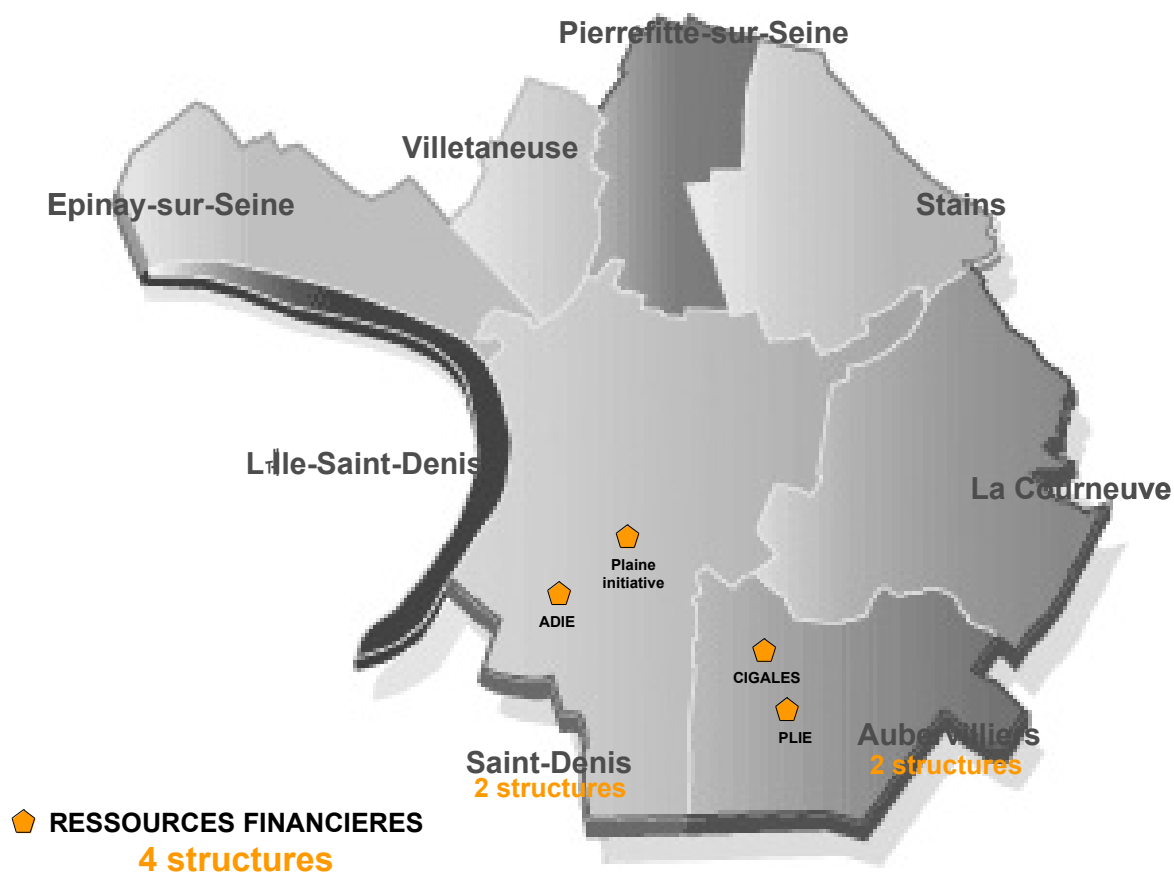 Pierrefitte-sur-Seine
Villetaneuse
Epinay-sur-Seine
Stains
L'Ile-Saint-Denis
La Courneuve
Plaine
initiative
ADIE
CIGALES
PLIE
Aubervilliers
2 structures
Saint-Denis
2 structures
RESSOURCES FINANCIERES
4 structures